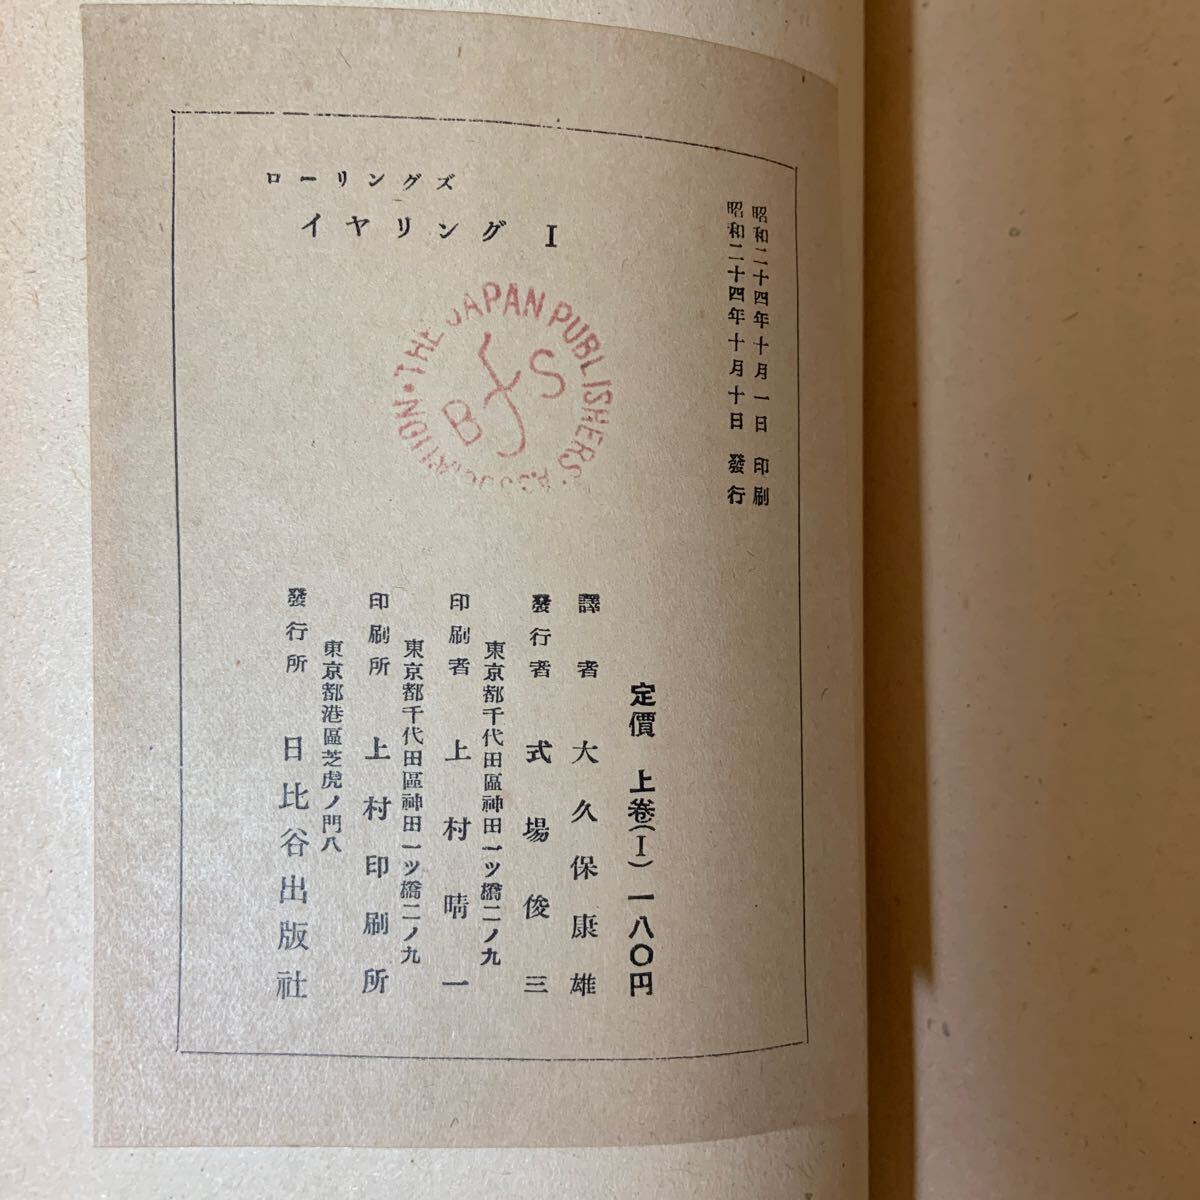 ローリングズ
イヤリング I
THE JAPAN PUBLISHERS' ASSOCIATION
BfS
昭和二十四年十月一日 印刷
昭和二十四年十月十日 發行
定價 上卷(I) 一八〇円
譯者 大久保康雄
發行者 式場俊三
東京都千代田區神田一ツ橋二ノ九
印刷者 上村晴一
東京都千代田區神田一ツ橋二ノ九
印刷所 上村印刷所
東京都港區芝虎ノ門八
發行所 日比谷出版社